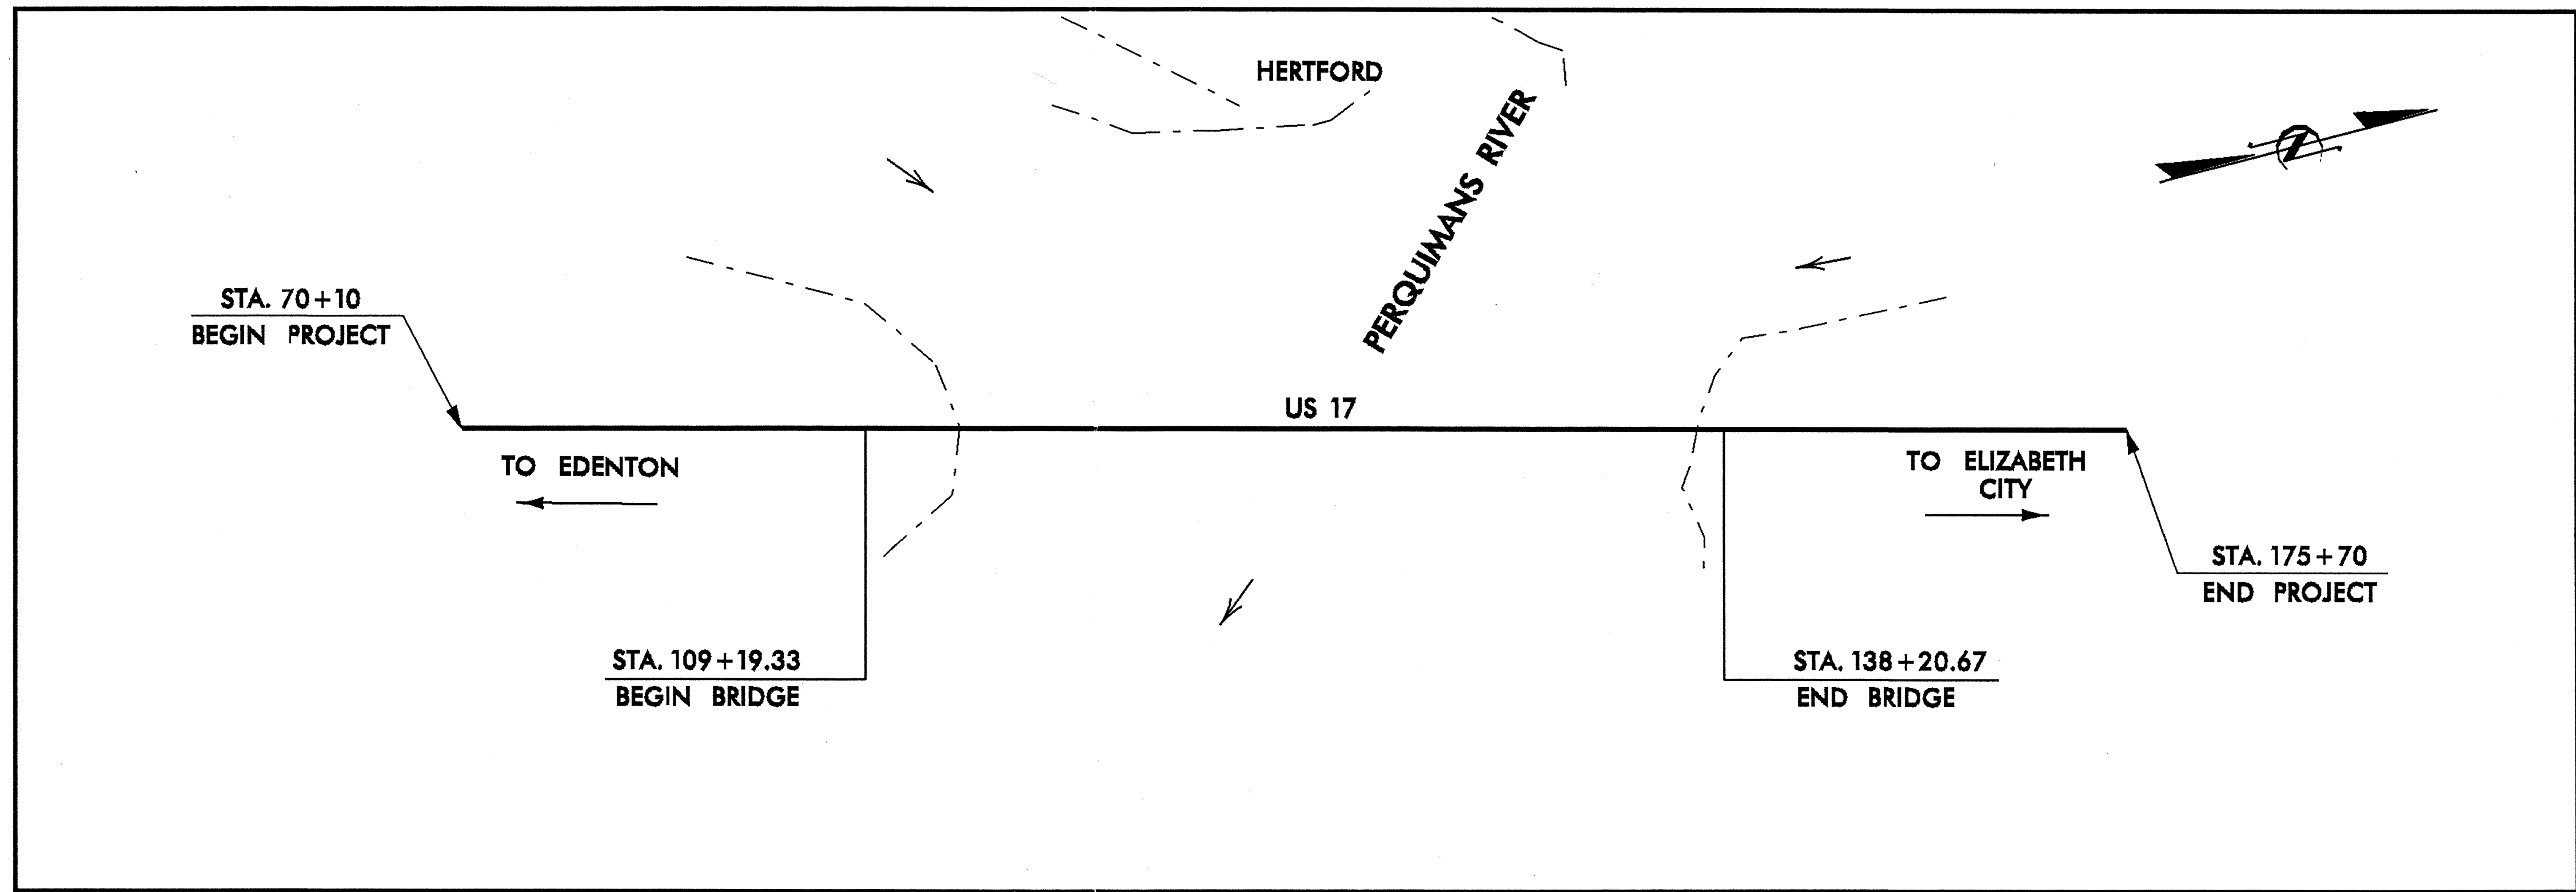 HERTFORD
PERQUIMANS RIVER
STA. 70+10
BEGIN PROJECT
US 17
TO EDENTON
TO ELIZABETH
CITY
STA. 175+70
END PROJECT
STA. 109+19.33
BEGIN BRIDGE
STA. 138+20.67
END BRIDGE